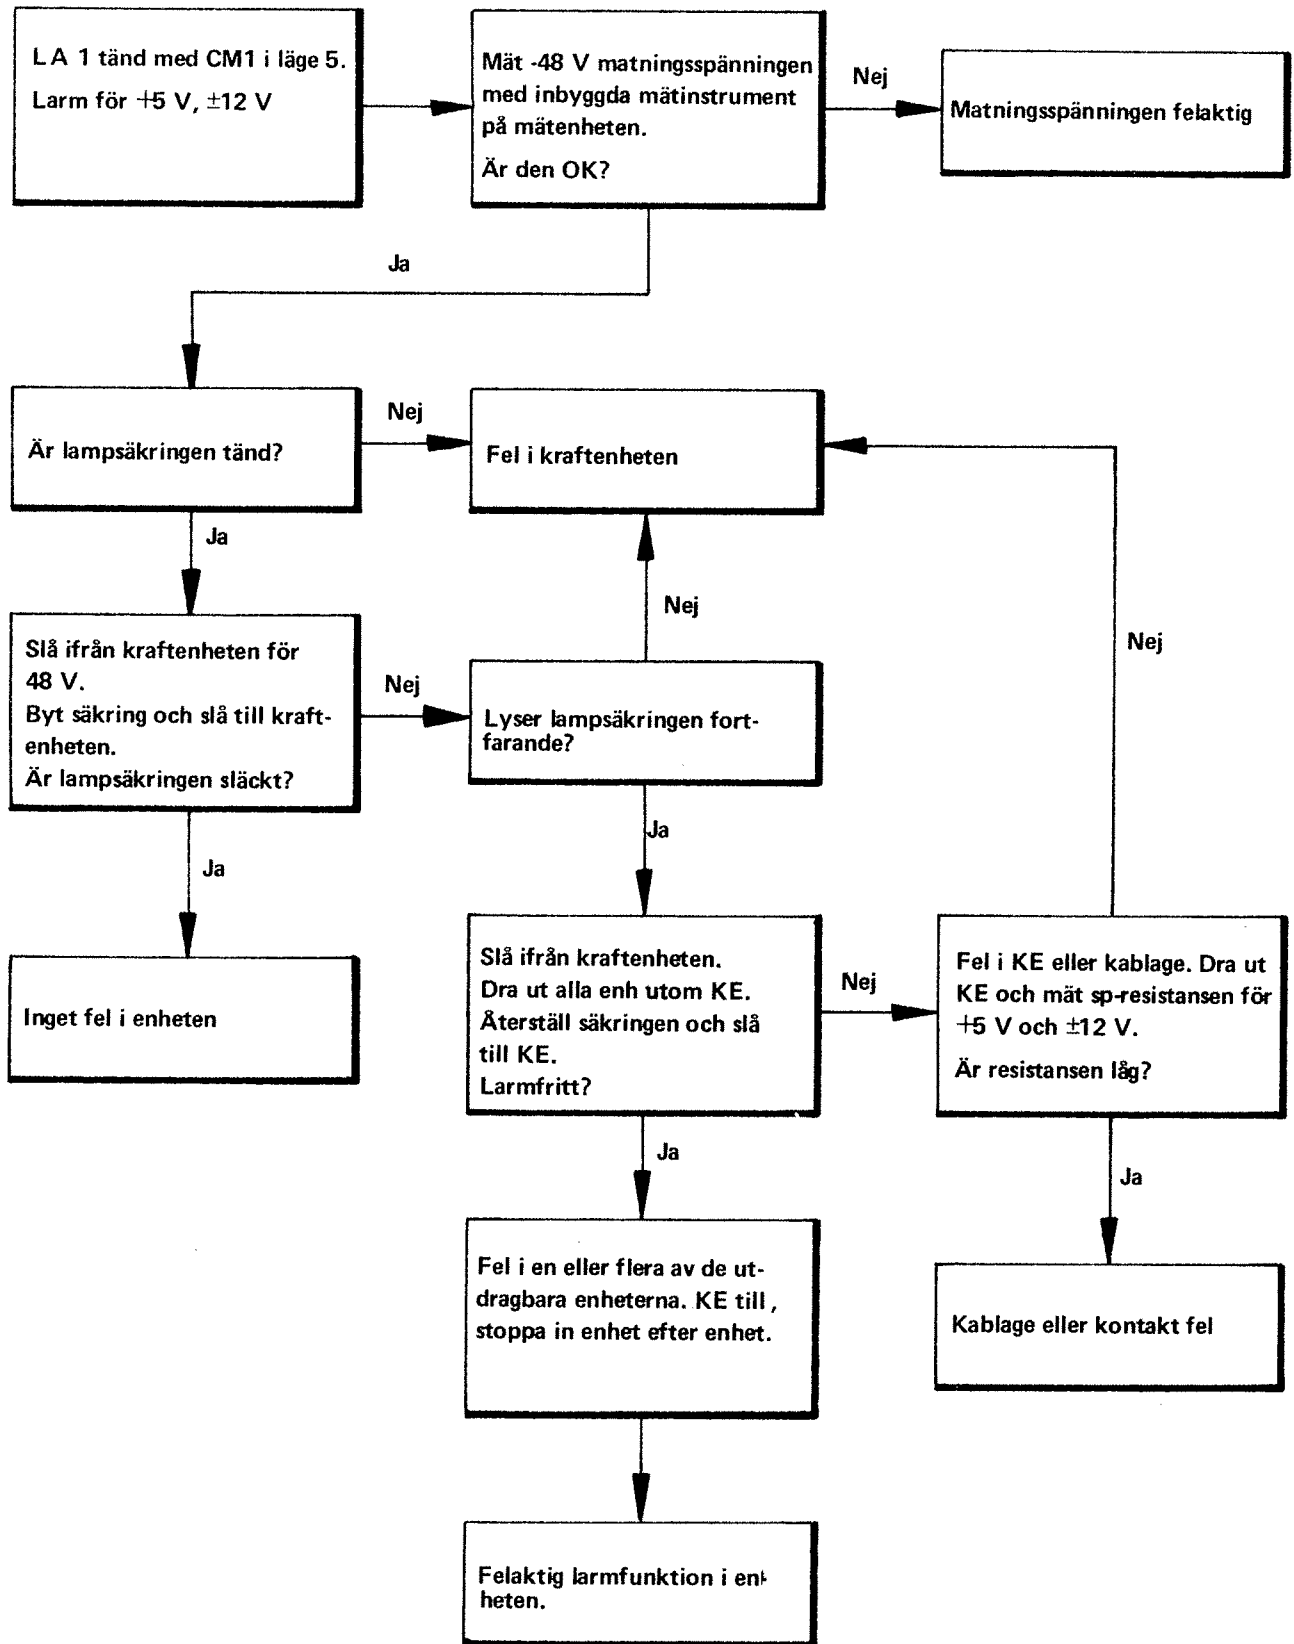 LA 1 tänd med CM1 i läge 5.
Larm för +5 V, ±12 V
Mät -48 V matningsspänningen
med inbyggda mätinstrument
på mätenheten.
Är den OK?
Nej
Matningsspänningen felaktig
Ja
Är lampsäkringen tänd?
Nej
Fel i kraftenheten
Ja
Nej
Nej
Slå ifrån kraftenheten för
48 V.
Byt säkring och slå till kraft-
enheten.
Är lampsäkringen släckt?
Nej
Lyser lampsäkringen fort-
farande?
Ja
Ja
Inget fel i enheten
Slå ifrån kraftenheten.
Dra ut alla enh utom KE.
Återställ säkringen och slå
till KE.
Larmfritt?
Nej
Fel i KE eller kablage. Dra ut
KE och mät sp-resistansen för
+5 V och ±12 V.
Är resistansen låg?
Ja
Ja
Fel i en eller flera av de ut-
dragbara enheterna. KE till,
stoppa in enhet efter enhet.
Kablage eller kontakt fel
Felaktig larmfunktion i en-
heten.